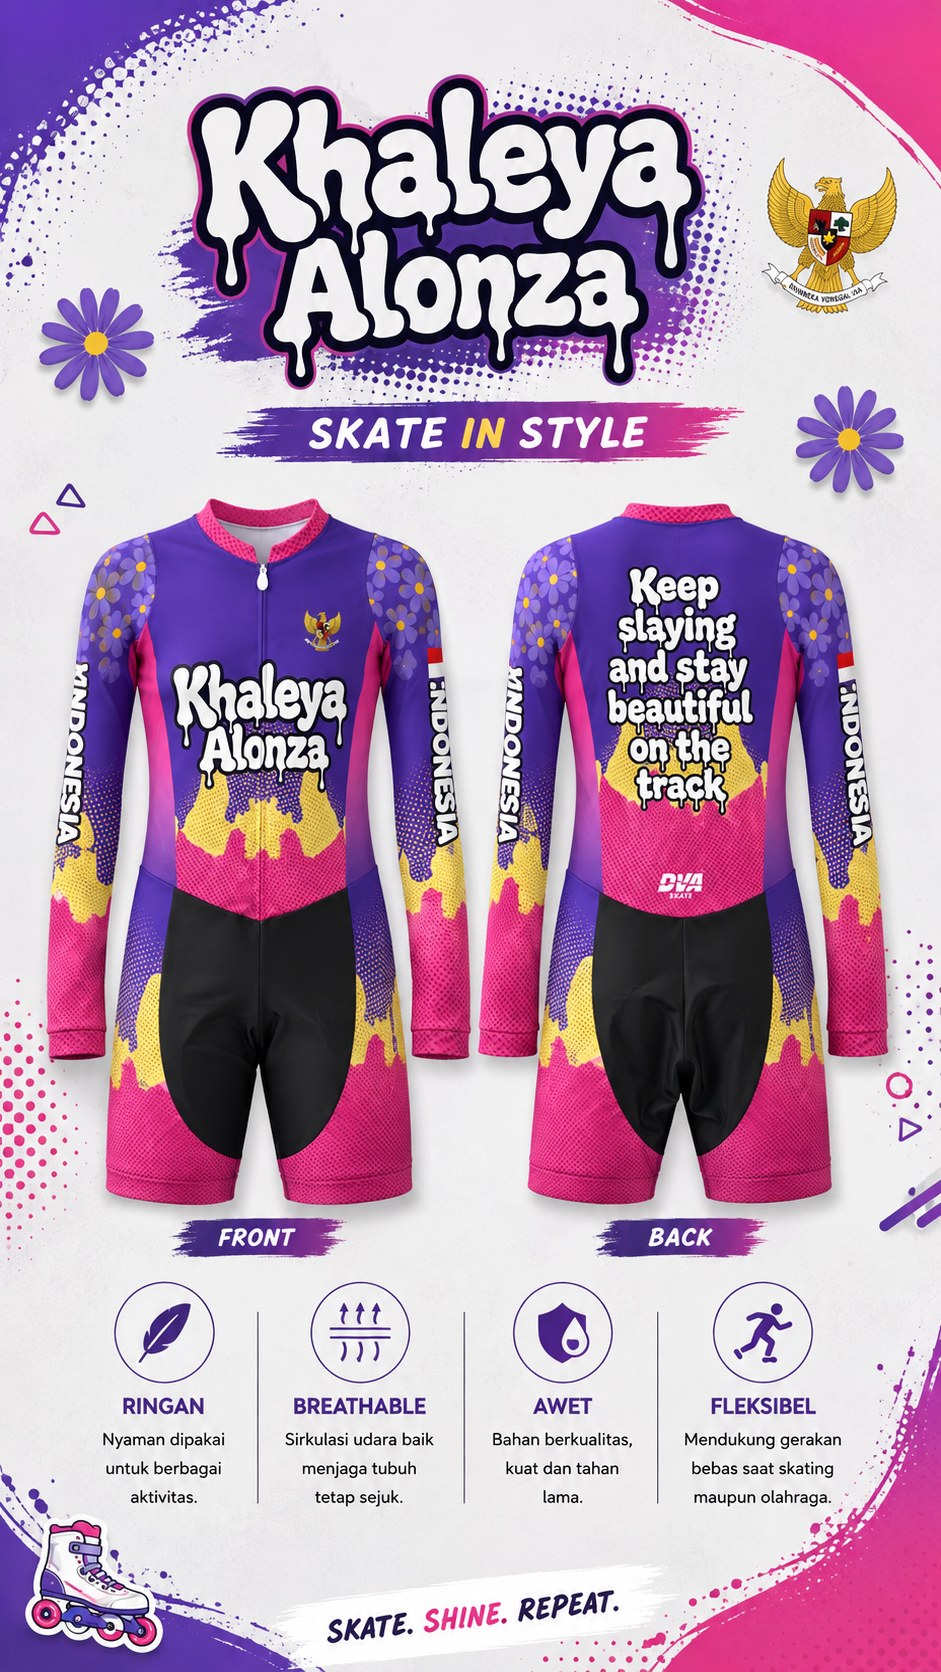 Khaleya
Alonza
SKATE IN STYLE
Khaleya
Alonza
INDONESIA
INDONESIA
Keep
slaying
and stay
beautiful
on the
track
DVA
SKATE
INDONESIA
INDONESIA
FRONT
BACK
RINGAN
Nyaman dipakai
untuk berbagai
aktivitas.
BREATHABLE
Sirkulasi udara baik
menjaga tubuh
tetap sejuk.
AWET
Bahan berkualitas,
kuat dan tahan
lama.
FLEKSIBEL
Mendukung gerakan
bebas saat skating
maupun olahraga.
SKATE. SHINE. REPEAT.